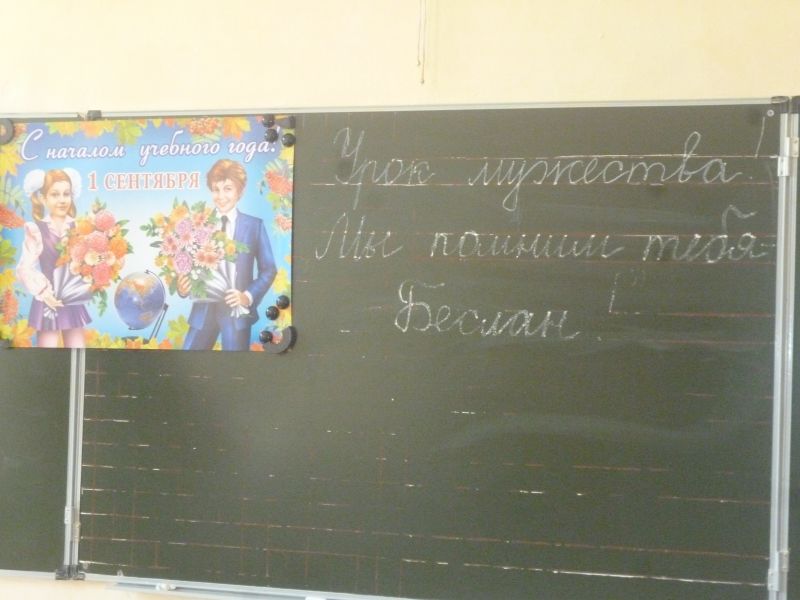 С началом учебного года!
1 СЕНТЯБРЯ
Урок мужества!
Мы помним тебя-
Беслан!"